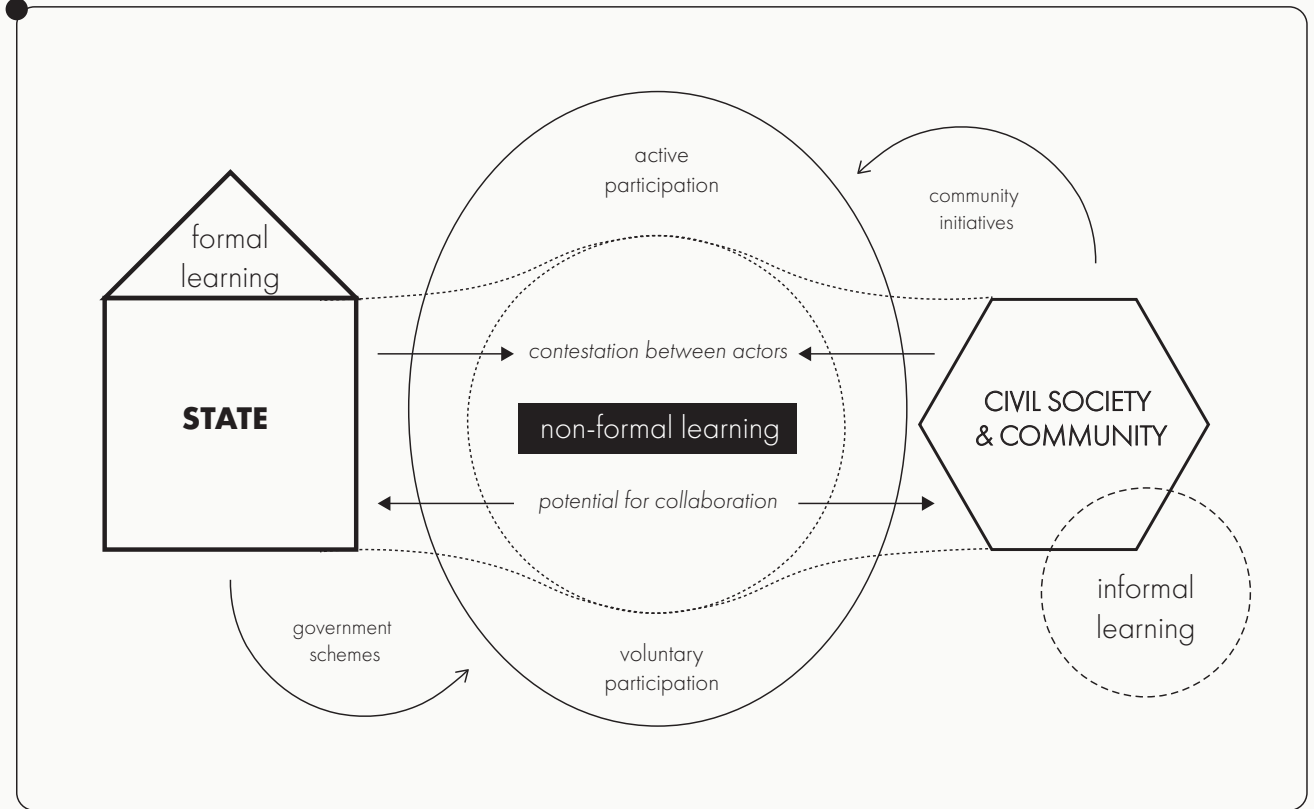 active
participation
community
initiatives
formal
learning
contestation between actors
STATE
non-formal learning
CIVIL SOCIETY
& COMMUNITY
potential for collaboration
informal
learning
government
schemes
voluntary
participation